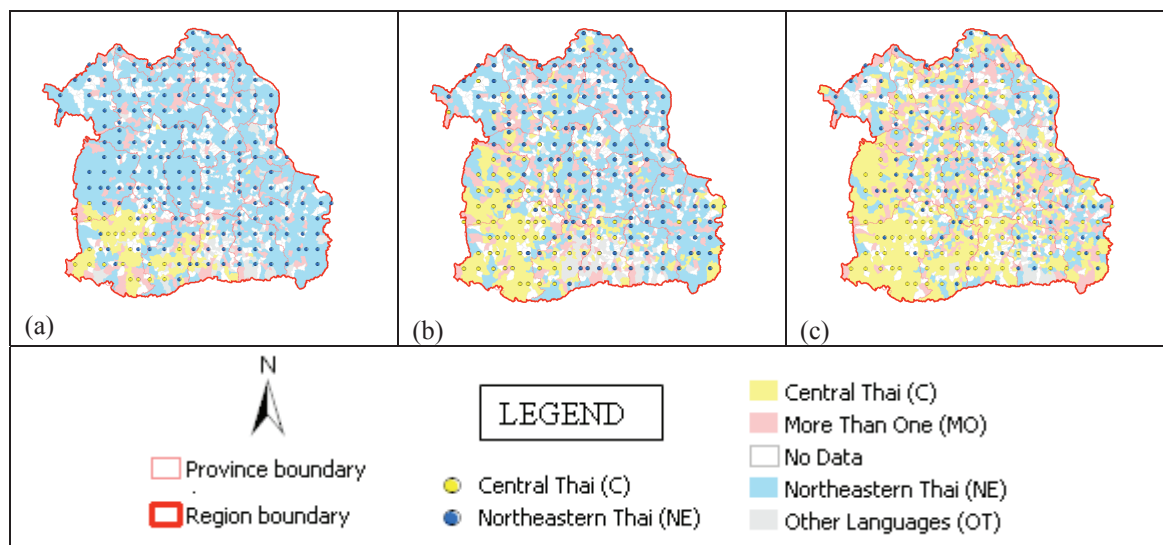 (a)
(b)
(c)
N
Province boundary
Region boundary
LEGEND
Central Thai (C)
Northeastern Thai (NE)
Central Thai (C)
More Than One (MO)
No Data
Northeastern Thai (NE)
Other Languages (OT)